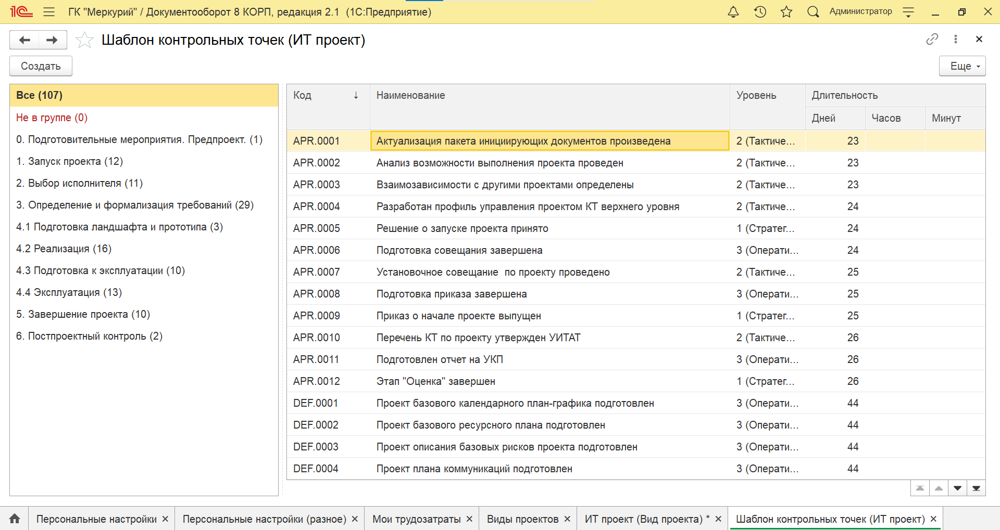 1С ГК "Меркурий" / Документооборот 8 КОРП, редакция 2.1 (1С:Предприятие) Администратор
Шаблон контрольных точек (ИТ проект)
Создать Еще
Все (107)
Не в группе (0)
0. Подготовительные мероприятия. Предпроект. (1)
1. Запуск проекта (12)
2. Выбор исполнителя (11)
3. Определение и формализация требований (29)
4.1 Подготовка ландшафта и прототипа (3)
4.2 Реализация (16)
4.3 Подготовка к эксплуатации (10)
4.4 Эксплуатация (13)
5. Завершение проекта (10)
6. Постпроектный контроль (2)
Код Наименование Уровень Длительность
Дней Часов Минут
APR.0001 Актуализация пакета инициирующих документов произведена 2 (Тактиче... 23
APR.0002 Анализ возможности выполнения проекта проведен 2 (Тактиче... 23
APR.0003 Взаимозависимости с другими проектами определены 2 (Тактиче... 23
APR.0004 Разработан профиль управления проектом КТ верхнего уровня 2 (Тактиче... 24
APR.0005 Решение о запуске проекта принято 1 (Стратег... 24
APR.0006 Подготовка совещания завершена 3 (Операти... 24
APR.0007 Установочное совещание  по проекту проведено 2 (Тактиче... 25
APR.0008 Подготовка приказа завершена 3 (Операти... 25
APR.0009 Приказ о начале проекте выпущен 1 (Стратег... 25
APR.0010 Перечень КТ по проекту утвержден УИТАТ 2 (Тактиче... 26
APR.0011 Подготовлен отчет на УКП 3 (Операти... 26
APR.0012 Этап "Оценка" завершен 1 (Стратег... 26
DEF.0001 Проект базового календарного план-графика подготовлен 3 (Операти... 44
DEF.0002 Проект базового ресурсного плана подготовлен 3 (Операти... 44
DEF.0003 Проект описания базовых рисков проекта подготовлен 3 (Операти... 44
DEF.0004 Проект плана коммуникаций подготовлен 3 (Операти... 44
Персональные настройки Персональные настройки (разное) Мои трудозатраты Виды проектов ИТ проект (Вид проекта) * Шаблон контрольных точек (ИТ проект)